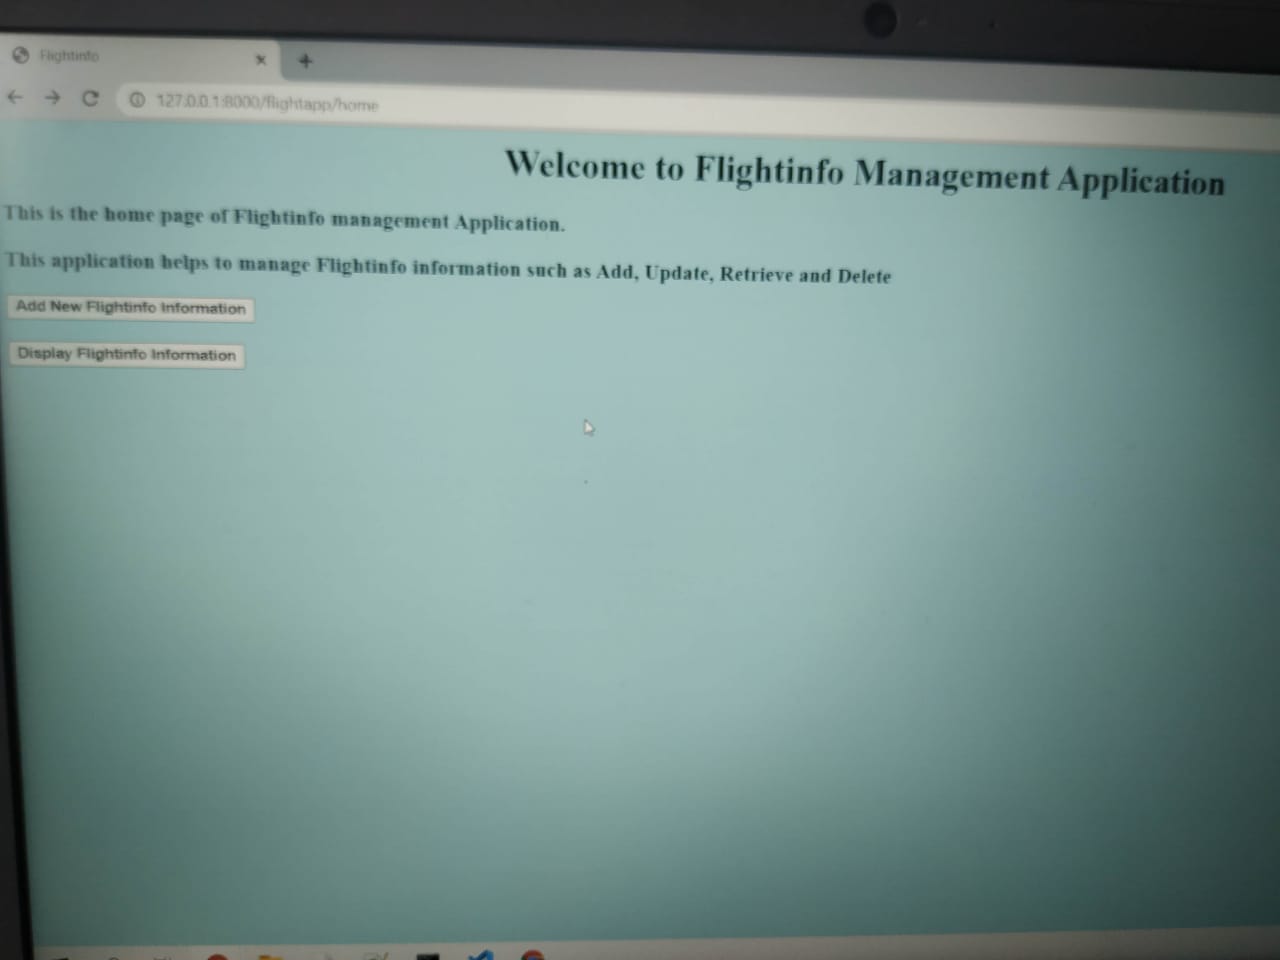 Flightinfo
127.0.0.1:8000/flightapp/home
Welcome to Flightinfo Management Application
This is the home page of Flightinfo management Application.
This application helps to manage Flightinfo information such as Add, Update, Retrieve and Delete
Add New Flightinfo Information
Display Flightinfo Information